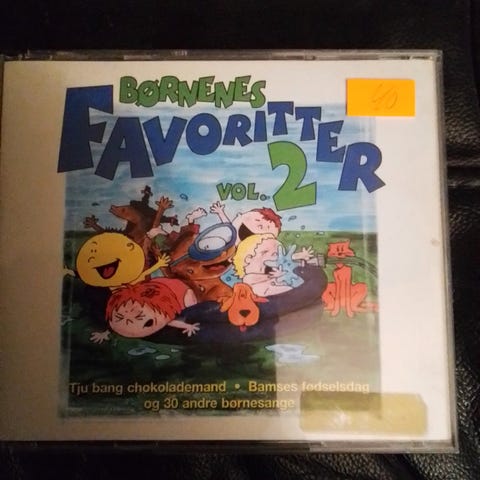 BØRNENES
FAVORITTER
VOL. 2
40
Tju bang chokolademand • Bamses fødselsdag
og 30 andre børnesange